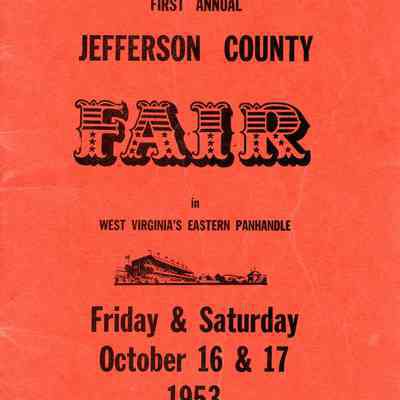 FIRST ANNUAL
JEFFERSON COUNTY
FAIR
in
WEST VIRGINIA'S EASTERN PANHANDLE
Friday & Saturday
October 16 & 17
1953